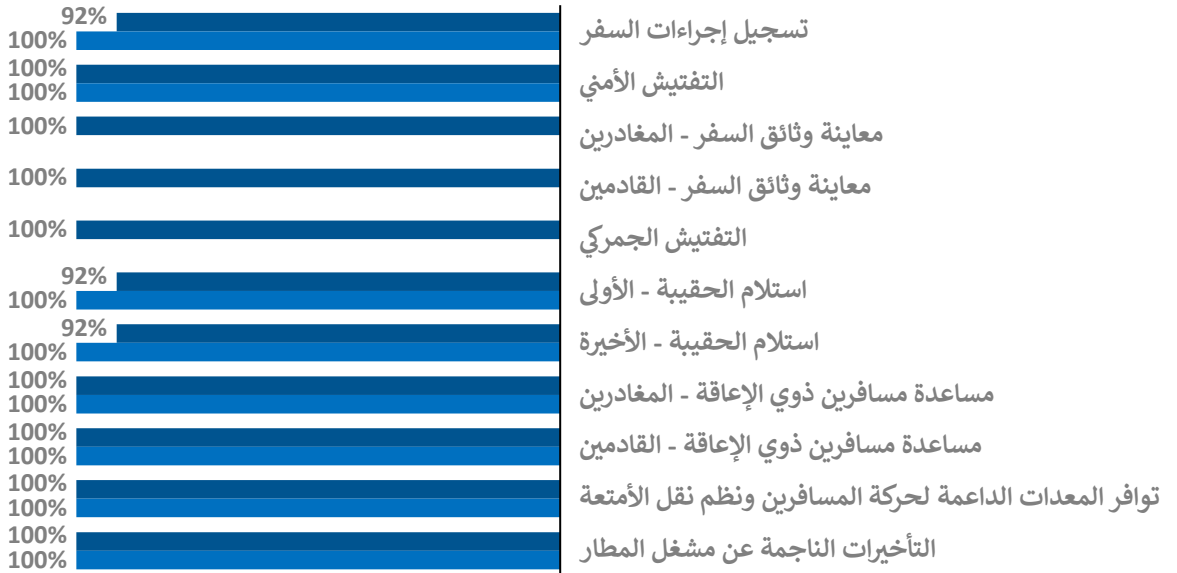 تسجيل إجراءات السفر
92%
100%
التفتيش الأمني
100%
100%
معاينة وثائق السفر - المغادرين
100%
معاينة وثائق السفر - القادمين
100%
التفتيش الجمركي
100%
استلام الحقيبة - الأولى
92%
100%
استلام الحقيبة - الأخيرة
92%
100%
مساعدة مسافرين ذوي الإعاقة - المغادرين
100%
100%
مساعدة مسافرين ذوي الإعاقة - القادمين
100%
100%
توافر المعدات الداعمة لحركة المسافرين ونظم نقل الأمتعة
100%
100%
التأخيرات الناجمة عن مشغل المطار
100%
100%